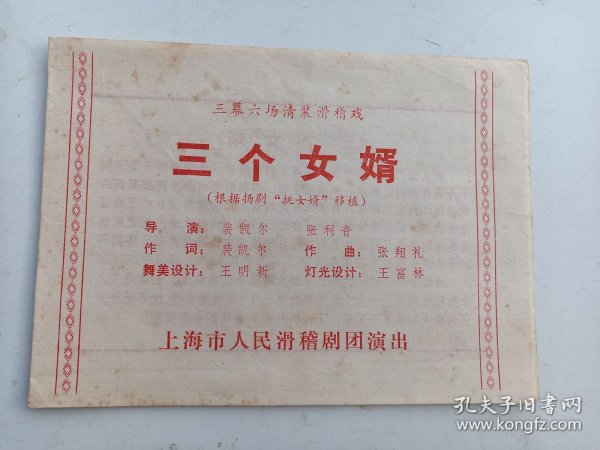 三幕六场清装滑稽戏
三个女婿
（根据扬剧“挑女婿”移植）
导演：裴凯尔 张利音
作词：裴凯尔 作曲：张翔礼
舞美设计：王明新 灯光设计：王富林
上海市人民滑稽剧团演出
孔夫子旧书网
www.kongfz.com